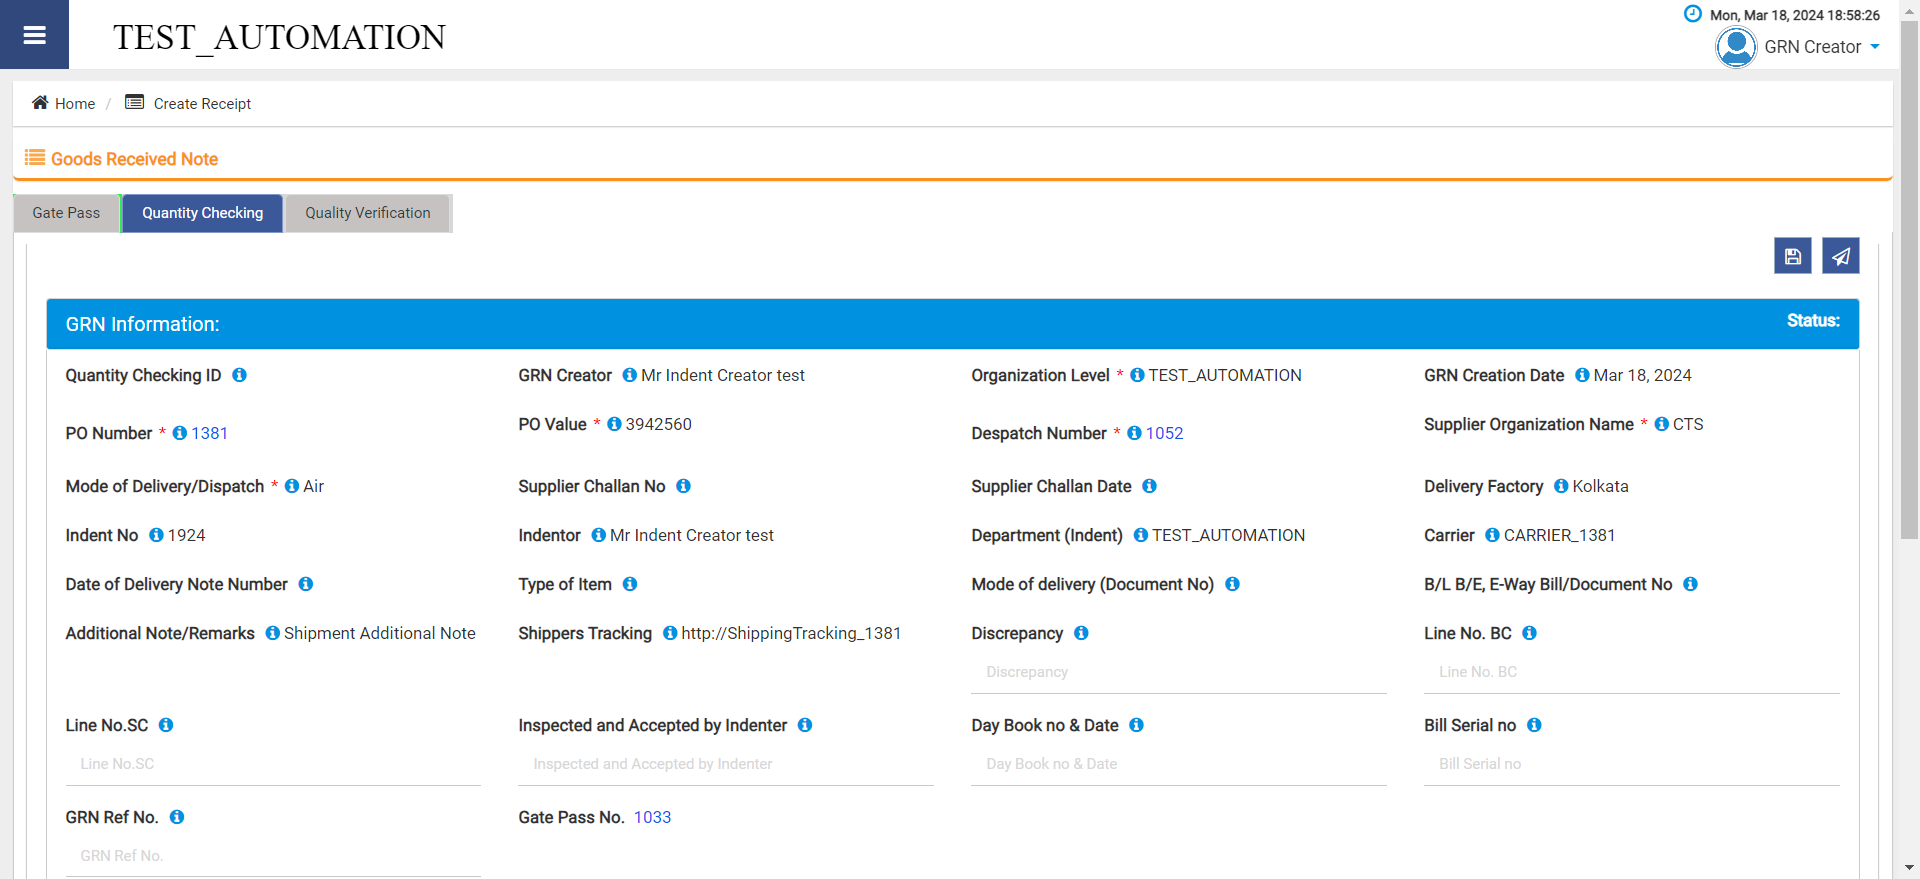 TEST_AUTOMATION
Mon, Mar 18, 2024 18:58:26
GRN Creator
Home / Create Receipt
Goods Received Note
Gate Pass Quantity Checking Quality Verification
GRN Information: Status:
Quantity Checking ID GRN Creator Mr Indent Creator test Organization Level * TEST_AUTOMATION GRN Creation Date Mar 18, 2024
PO Number * 1381 PO Value * 3942560 Despatch Number * 1052 Supplier Organization Name * CTS
Mode of Delivery/Dispatch * Air Supplier Challan No Supplier Challan Date Delivery Factory Kolkata
Indent No 1924 Indentor Mr Indent Creator test Department (Indent) TEST_AUTOMATION Carrier CARRIER_1381
Date of Delivery Note Number Type of Item Mode of delivery (Document No) B/L B/E, E-Way Bill/Document No
Additional Note/Remarks Shipment Additional Note Shippers Tracking http://ShippingTracking_1381 Discrepancy Line No. BC
Discrepancy Line No. BC
Line No.SC Inspected and Accepted by Indenter Day Book no & Date Bill Serial no
Line No.SC Inspected and Accepted by Indenter Day Book no & Date Bill Serial no
GRN Ref No. Gate Pass No. 1033
GRN Ref No.